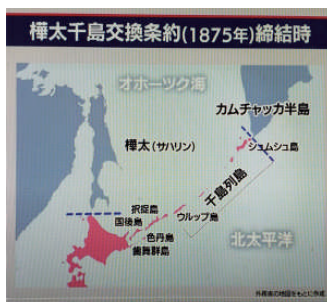 樺太千島交換条約(1875年)締結時
オホーツク海
カムチャッカ半島
樺太(サハリン)
シュムシュ島
千島列島
択捉島
ウルップ島
国後島
色丹島
歯舞群島
北太平洋
外務省の地図をもとに作成